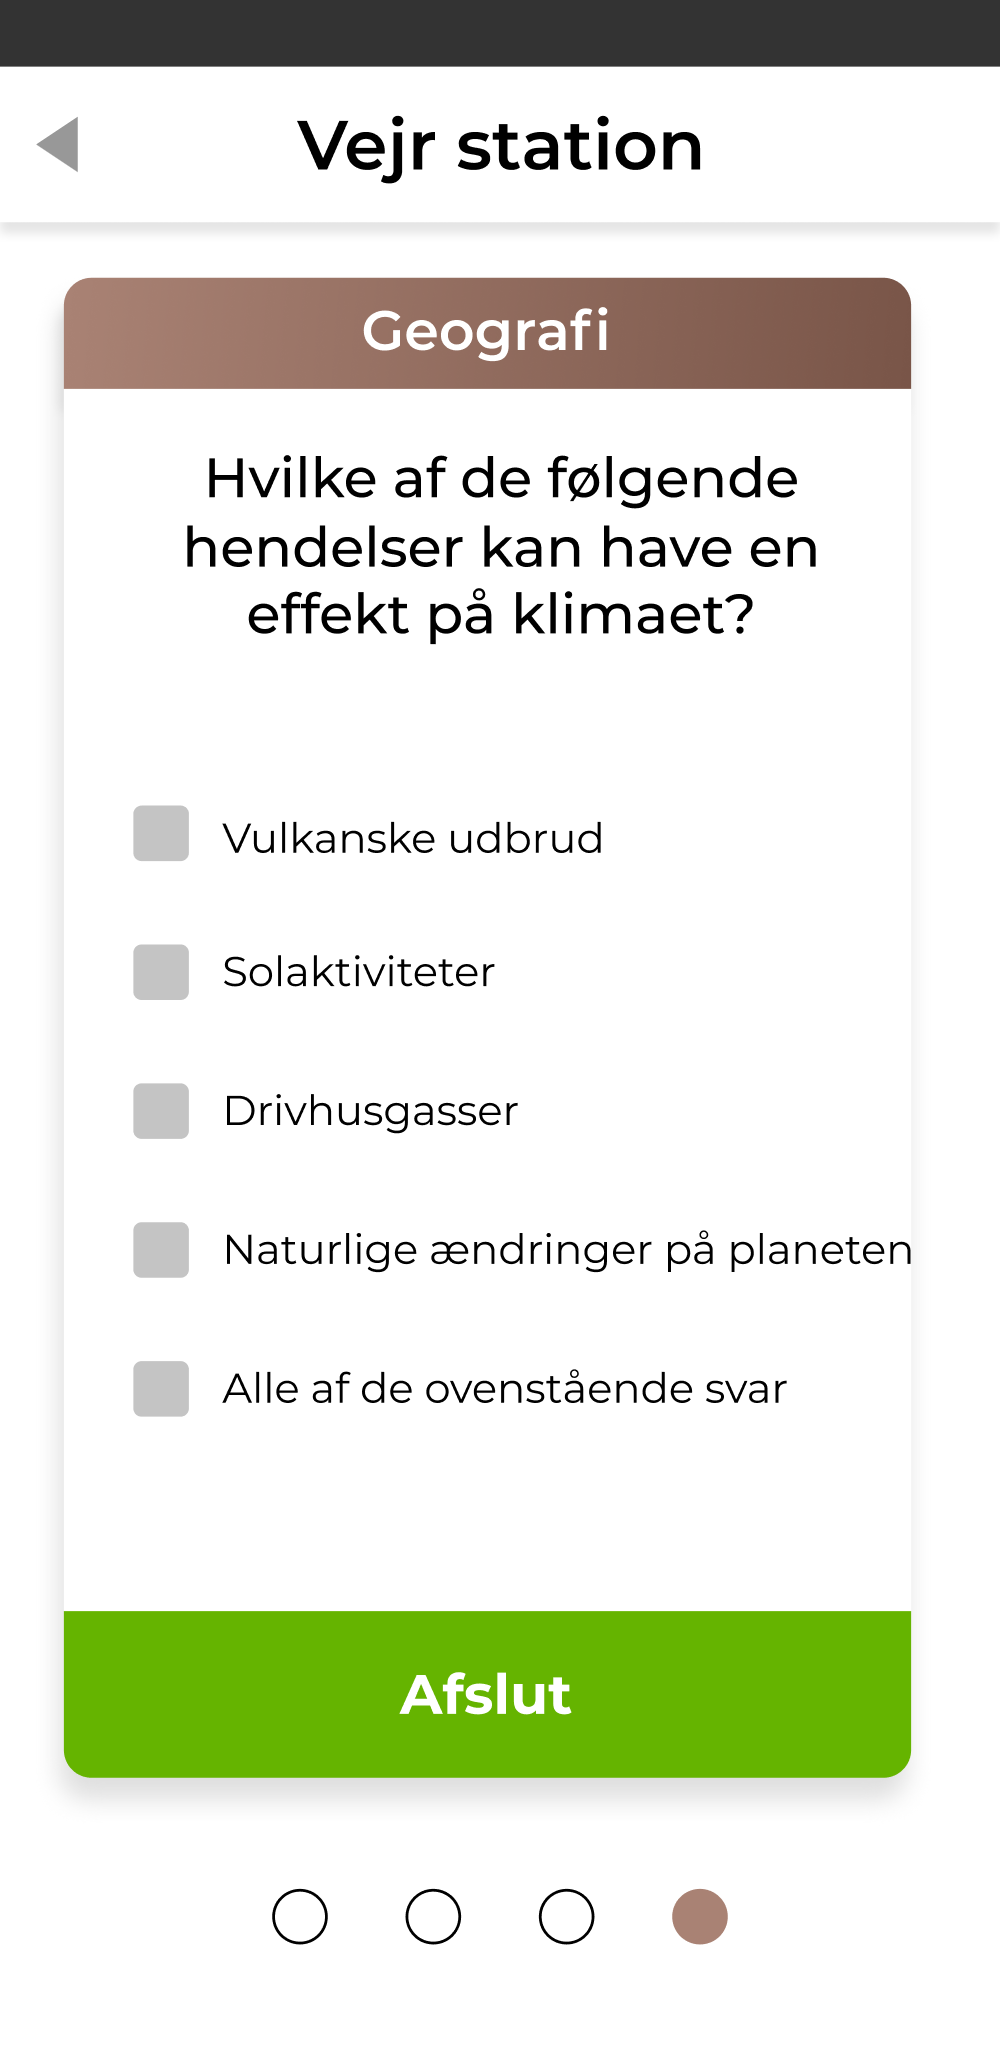 Vejr station
Geografi
Hvilke af de følgende
hendelser kan have en
effekt på klimaet?
Vulkanske udbrud
Solaktiviteter
Drivhusgasser
Naturlige ændringer på planeten
Alle af de ovenstående svar
Afslut